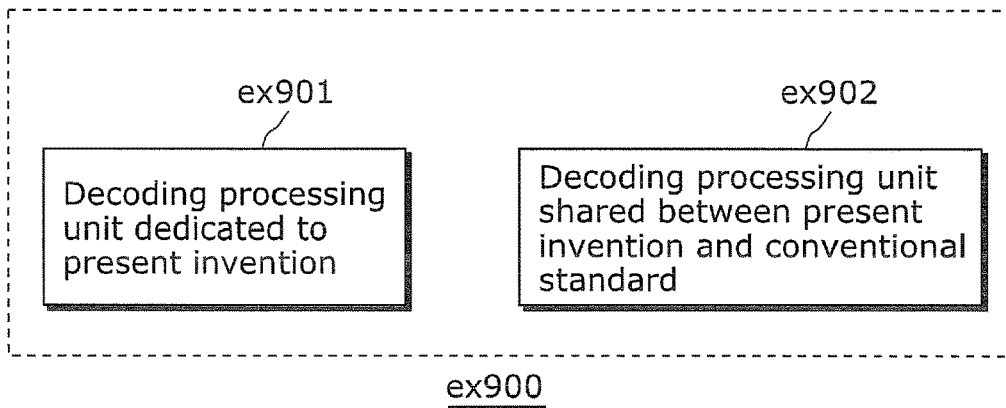 ex901
ex902
Decoding processing
unit dedicated to
present invention
Decoding processing unit
shared between present
invention and conventional
standard
ex900